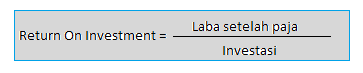 Return On Investment = Laba setelah paja
Investasi